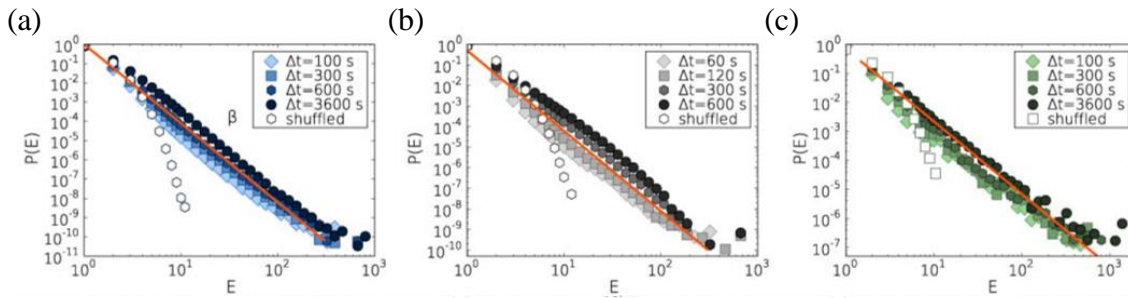 (a)
10^0
10^-1
10^-2
10^-3
10^-4
10^-5
10^-6
10^-7
10^-8
10^-9
10^-10
10^-11
P(E)
Δt=100 s
Δt=300 s
Δt=600 s
Δt=3600 s
shuffled
β
10^0 10^1 10^2 10^3
E
(b)
10^0
10^-1
10^-2
10^-3
10^-4
10^-5
10^-6
10^-7
10^-8
10^-9
10^-10
P(E)
Δt=60 s
Δt=120 s
Δt=300 s
Δt=600 s
shuffled
10^0 10^1 10^2 10^3
E
(c)
10^0
10^-1
10^-2
10^-3
10^-4
10^-5
10^-6
10^-7
P(E)
Δt=100 s
Δt=300 s
Δt=600 s
Δt=3600 s
shuffled
10^0 10^1 10^2 10^3
E